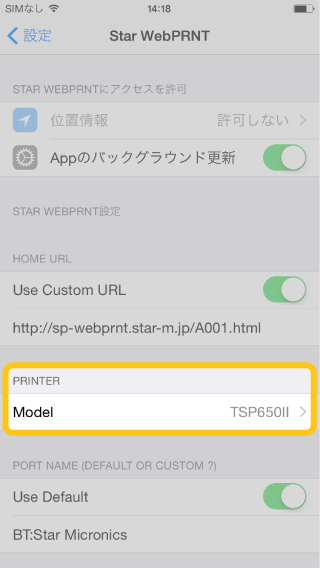 SIMなし 14:18
設定 Star WebPRNT
STAR WEBPRNTにアクセスを許可
位置情報 許可しない
Appのバックグラウンド更新
STAR WEBPRNT設定
HOME URL
Use Custom URL
http://sp-webprnt.star-m.jp/A001.html
PRINTER
Model TSP650II
PORT NAME (DEFAULT OR CUSTOM ?)
Use Default
BT:Star Micronics